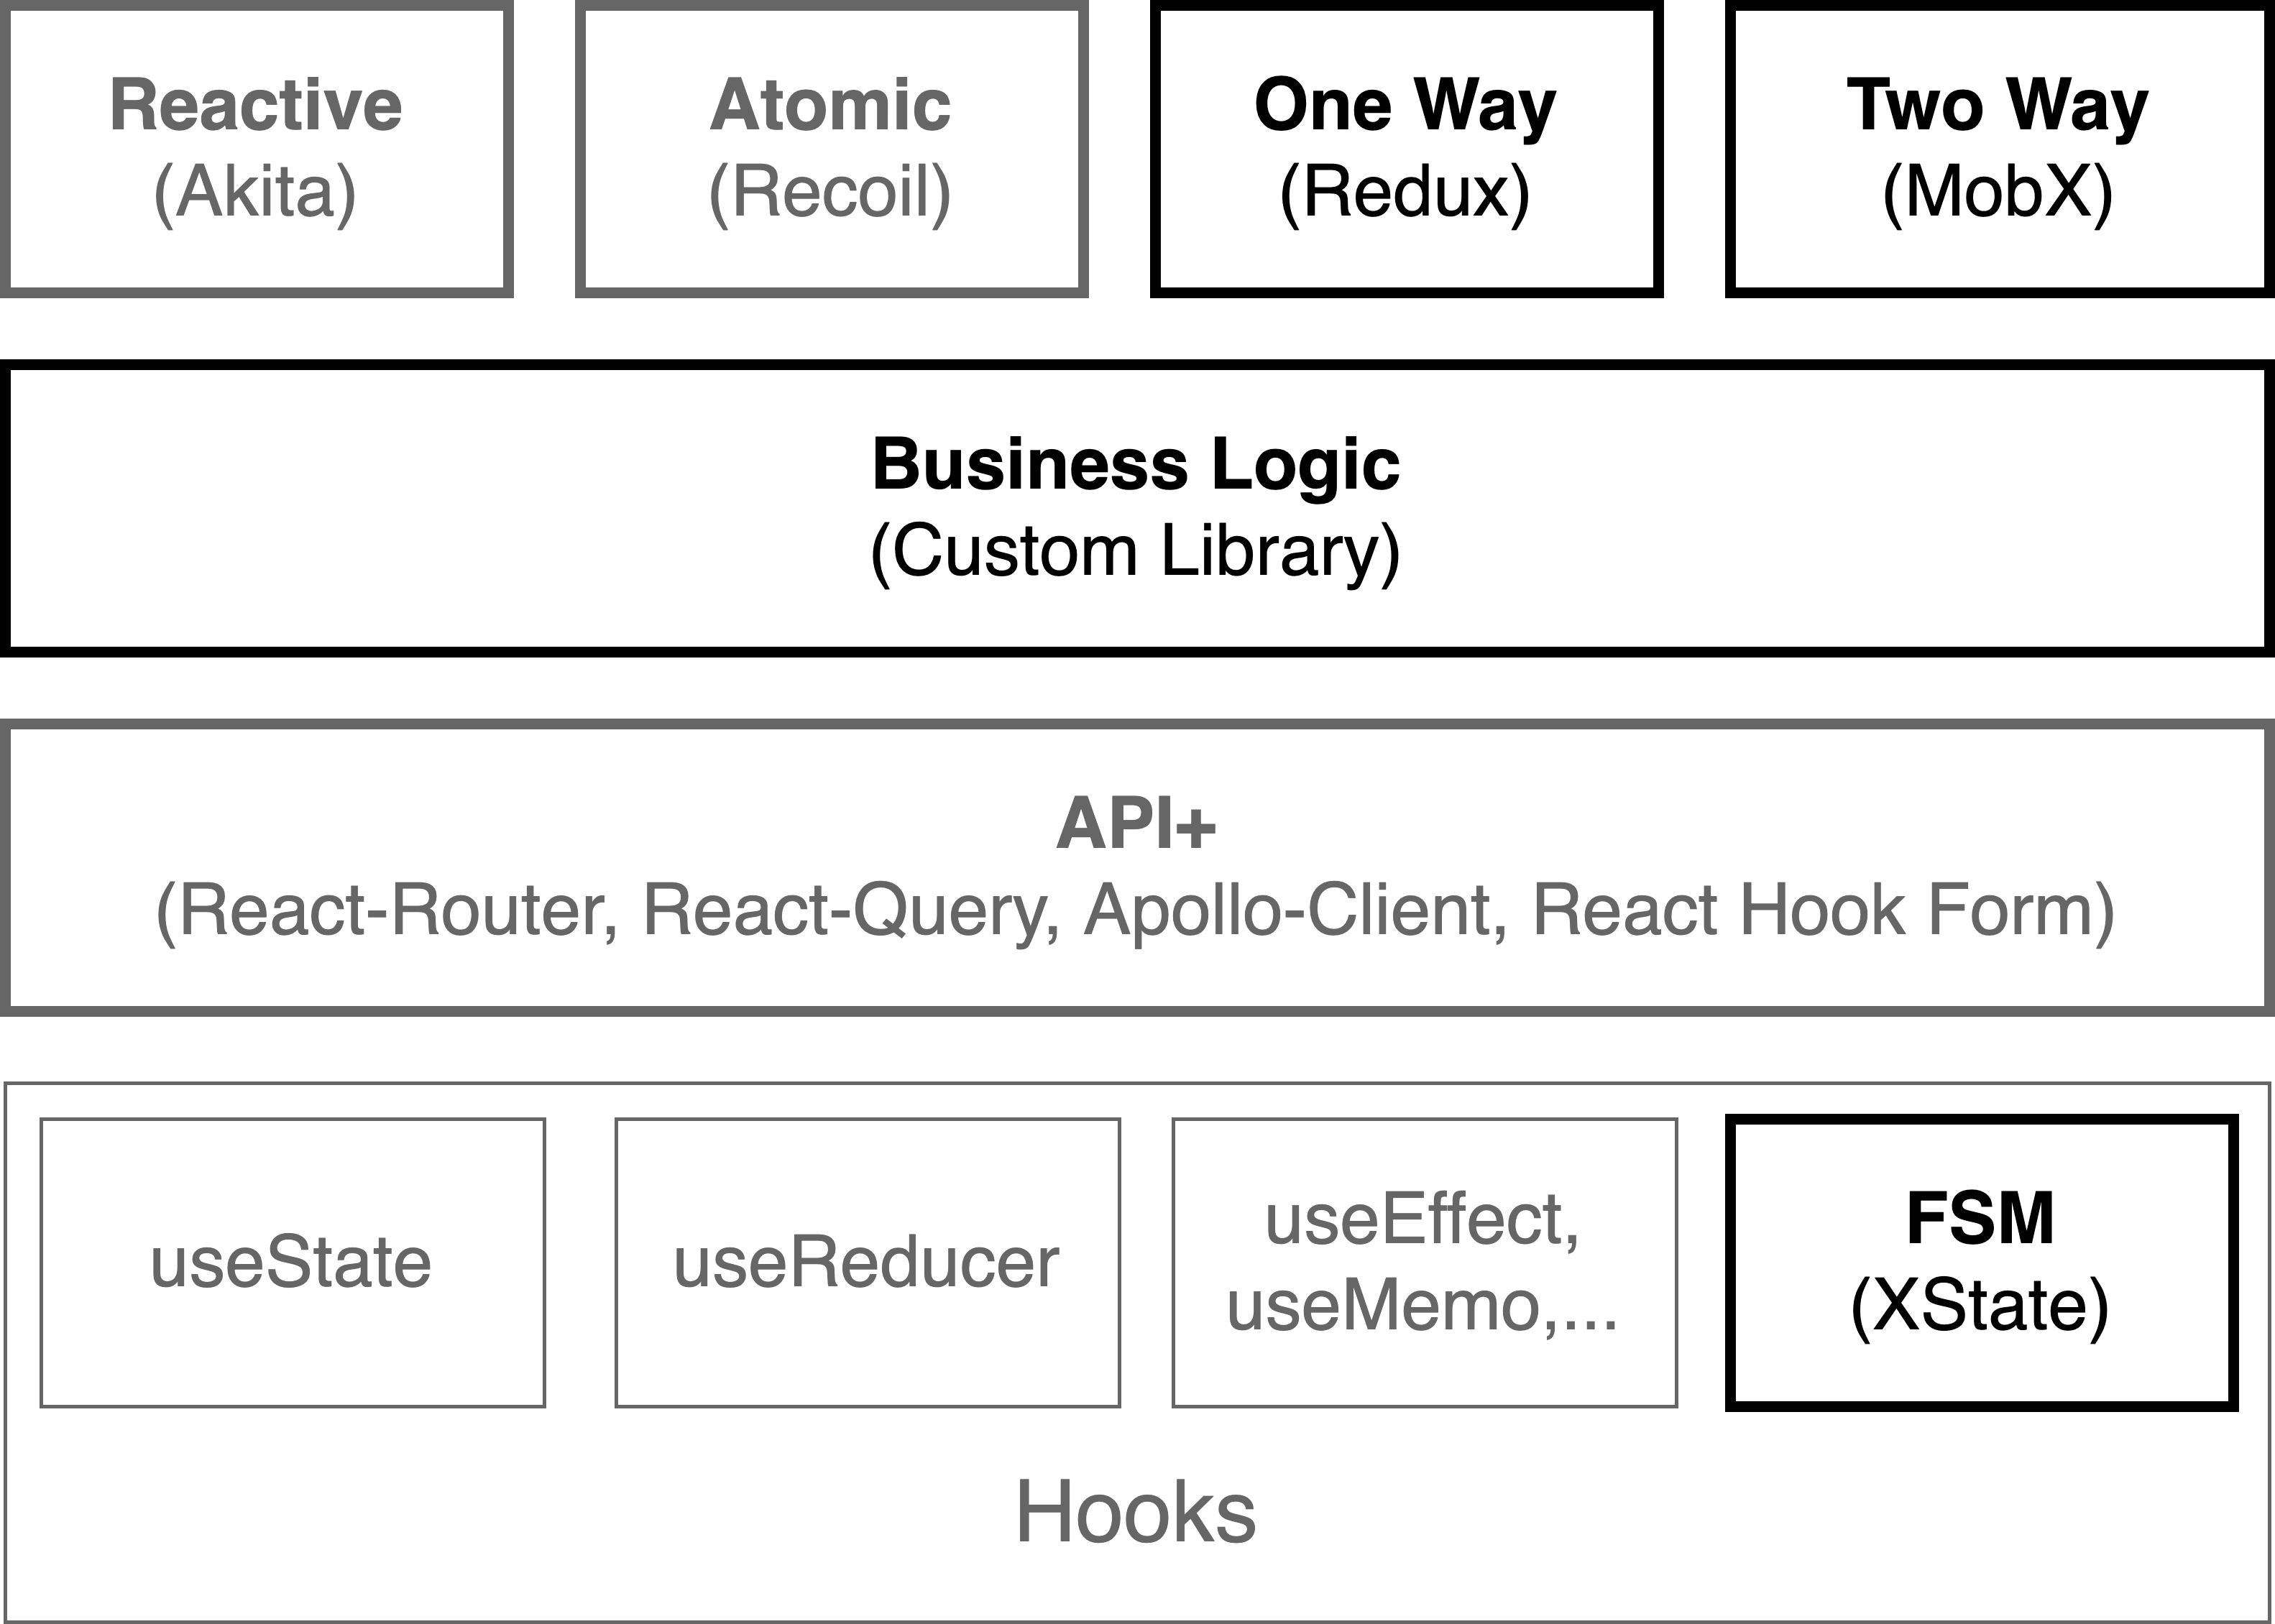 Reactive
(Akita)
Atomic
(Recoil)
One Way
(Redux)
Two Way
(MobX)
Business Logic
(Custom Library)
API+
(React-Router, React-Query, Apollo-Client, React Hook Form)
useState
useReducer
useEffect,
useMemo,...
FSM
(XState)
Hooks